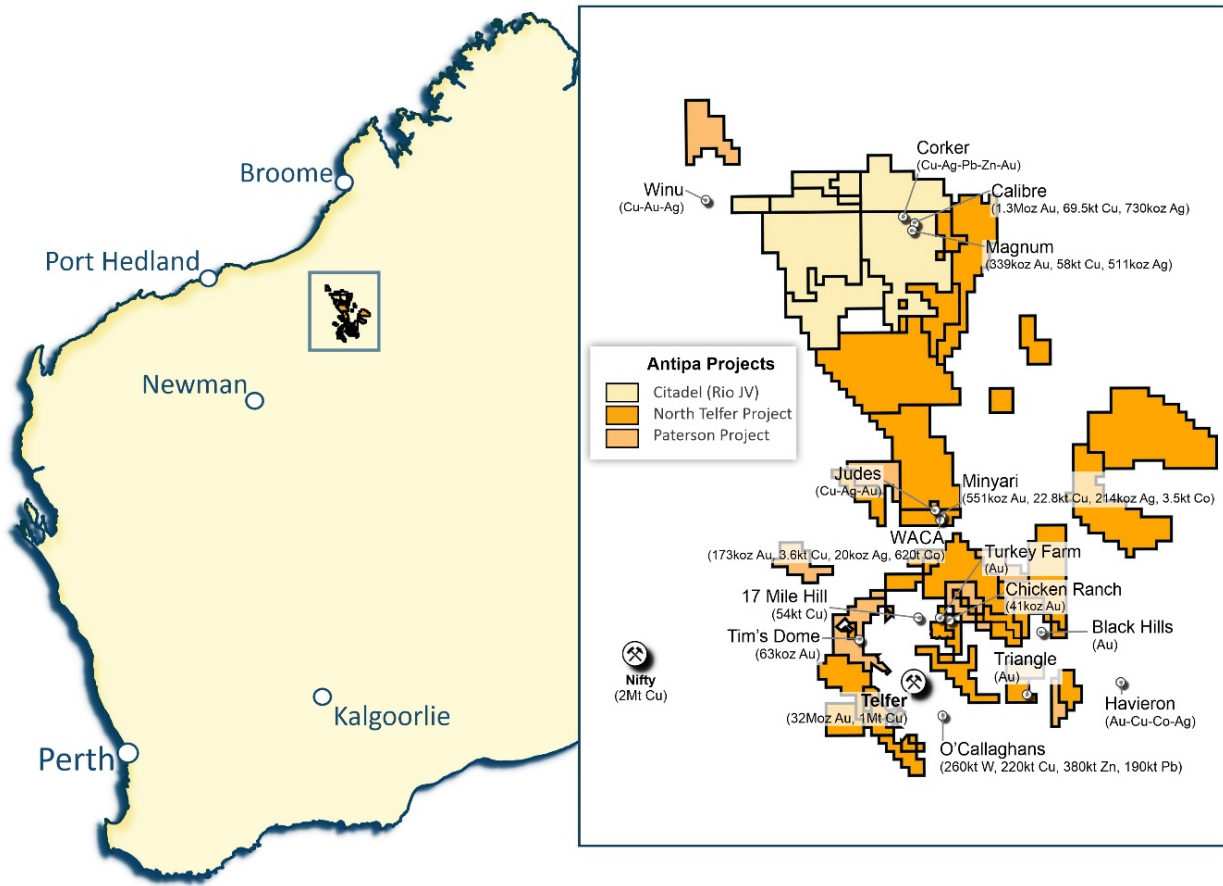 Broome
Port Hedland
Newman
Kalgoorlie
Perth
Corker
(Cu-Ag-Pb-Zn-Au)
Winu
(Cu-Au-Ag)
Calibre
(1.3Moz Au, 69.5kt Cu, 730koz Ag)
Magnum
(339koz Au, 58kt Cu, 511koz Ag)
Antipa Projects
Citadel (Rio JV)
North Telfer Project
Paterson Project
Judes
(Cu-Ag-Au)
Minyari
(551koz Au, 22.8kt Cu, 214koz Ag, 3.5kt Co)
WACA
(173koz Au, 3.6kt Cu, 20koz Ag, 620t Co)
Turkey Farm
(Au)
17 Mile Hill
(54kt Cu)
Chicken Ranch
(41koz Au)
Tim's Dome
(63koz Au)
Black Hills
(Au)
Nifty
(2Mt Cu)
Triangle
(Au)
Telfer
(32Moz Au, 1Mt Cu)
Havieron
(Au-Cu-Co-Ag)
O'Callaghans
(260kt W, 220kt Cu, 380kt Zn, 190kt Pb)